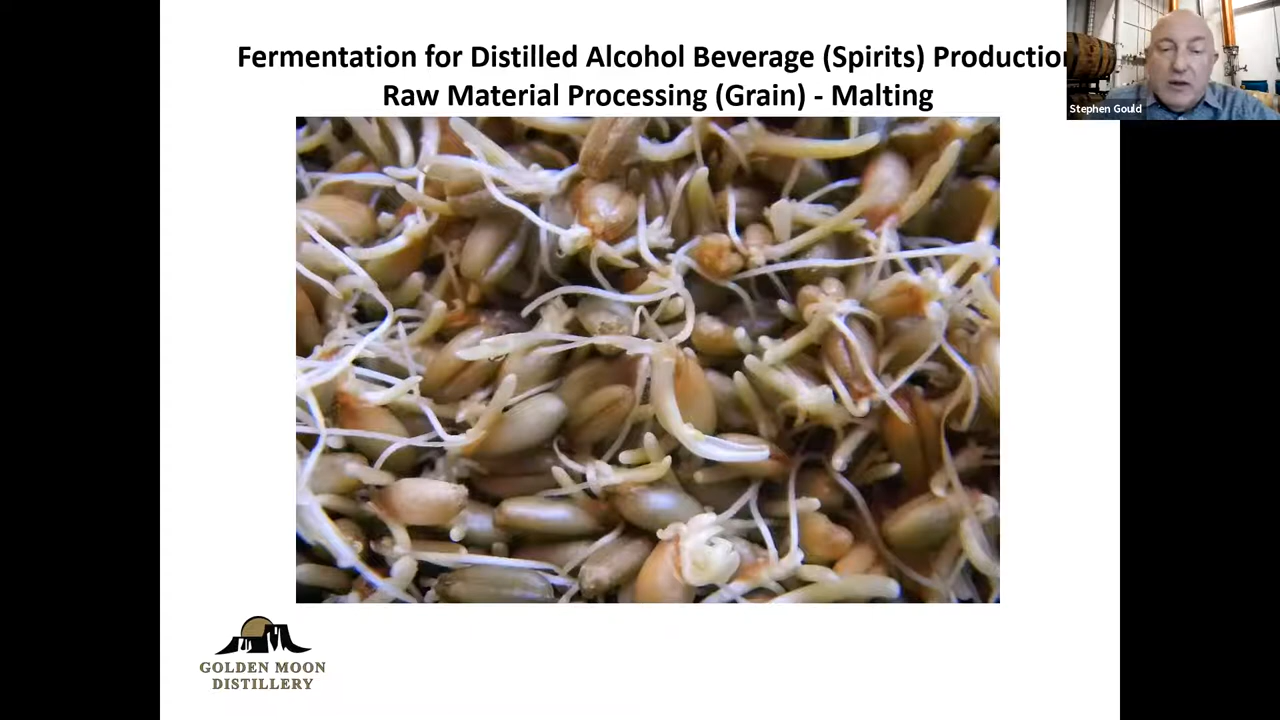 Fermentation for Distilled Alcohol Beverage (Spirits) Production
Raw Material Processing (Grain) - Malting
Stephen Gould
GOLDEN MOON
DISTILLERY